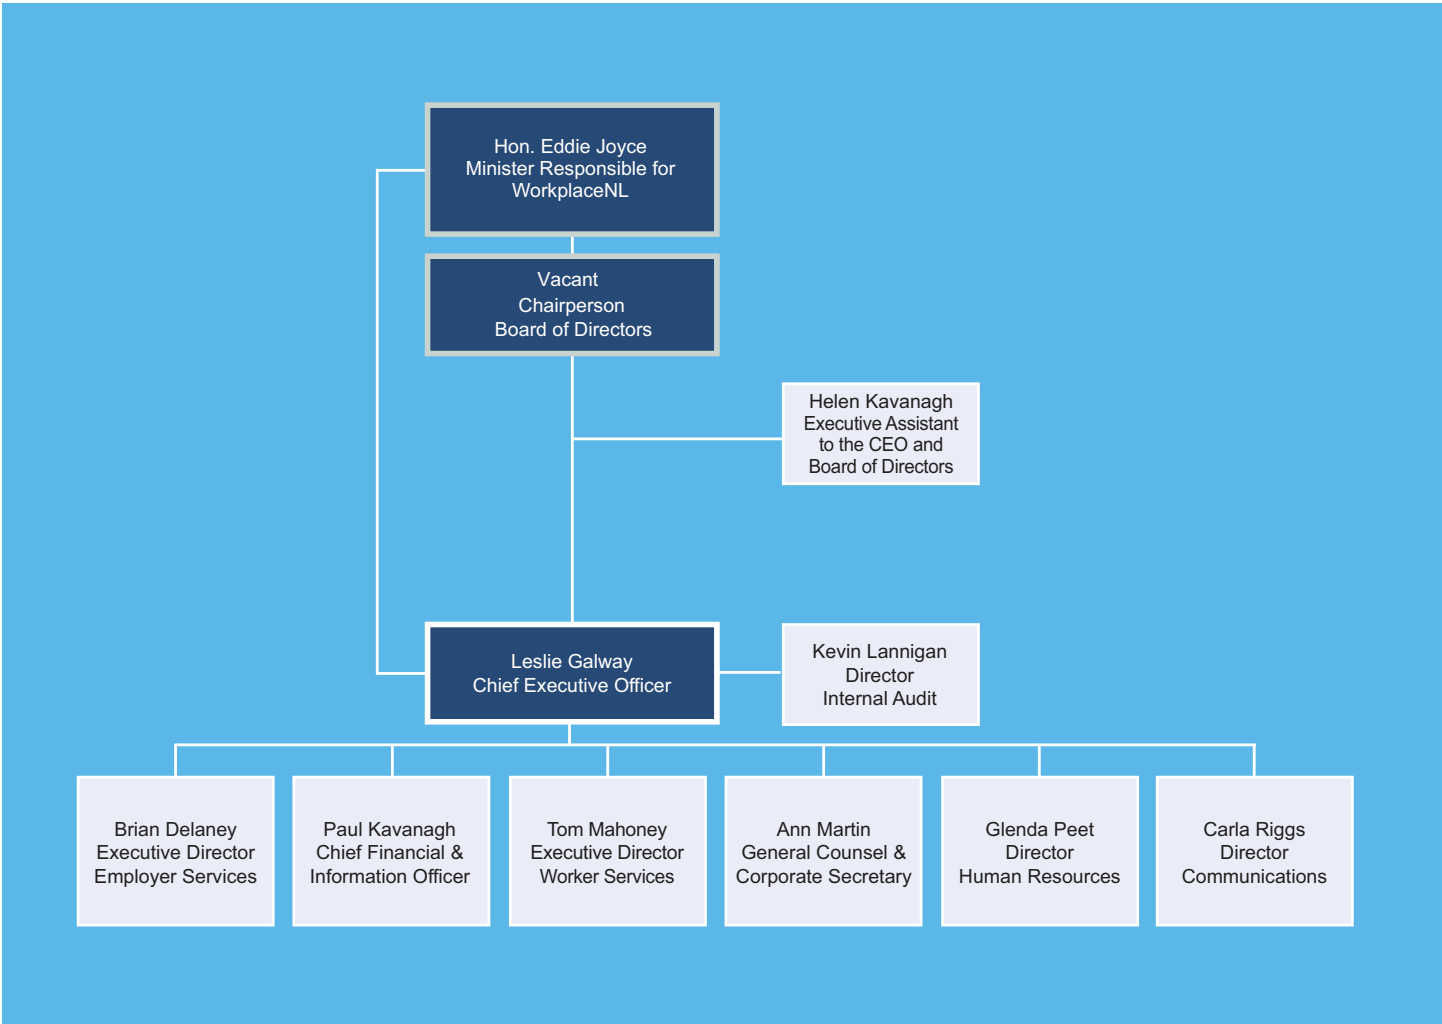 Hon. Eddie Joyce
Minister Responsible for
WorkplaceNL
Vacant
Chairperson
Board of Directors
Helen Kavanagh
Executive Assistant
to the CEO and
Board of Directors
Leslie Galway
Chief Executive Officer
Kevin Lannigan
Director
Internal Audit
Brian Delaney
Executive Director
Employer Services
Paul Kavanagh
Chief Financial &
Information Officer
Tom Mahoney
Executive Director
Worker Services
Ann Martin
General Counsel &
Corporate Secretary
Glenda Peet
Director
Human Resources
Carla Riggs
Director
Communications